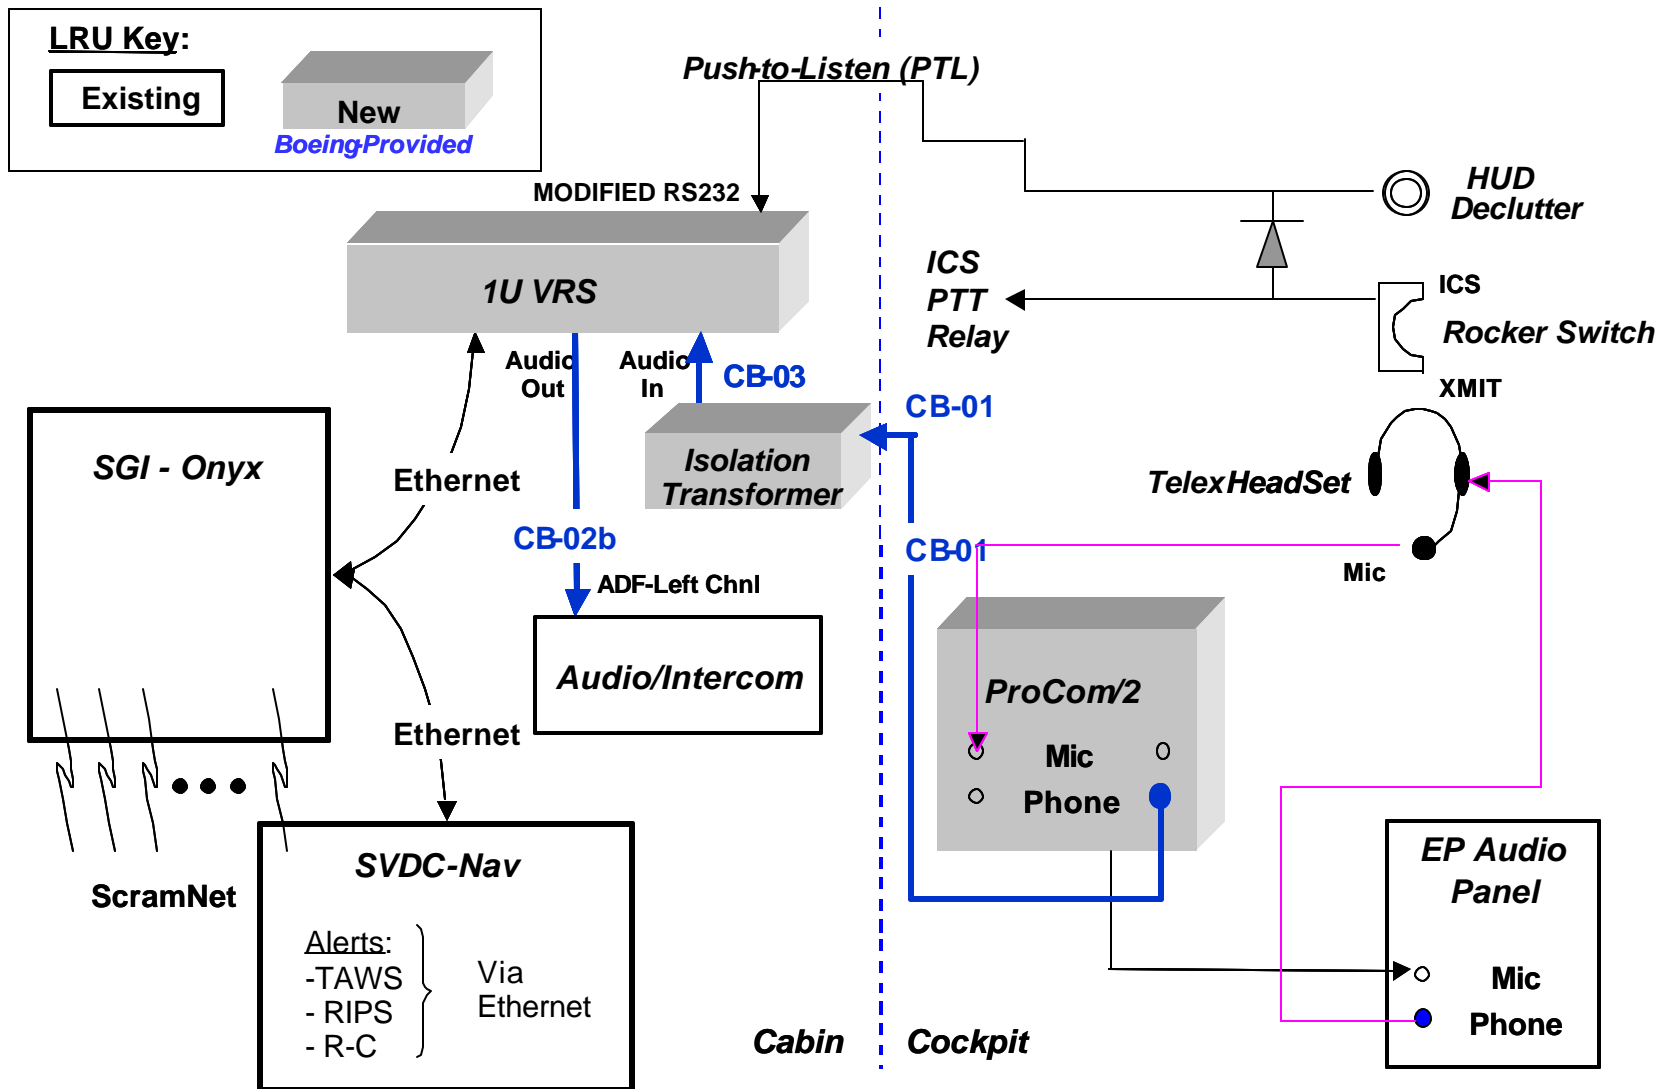 LRU Key:
Existing
New
Boeing-Provided
Push-to-Listen (PTL)
MODIFIED RS232
HUD
Declutter
1U VRS
ICS
PTT
Relay
ICS
Rocker Switch
XMIT
Audio
Out
Audio
In
CB-03
CB-01
SGI - Onyx
Ethernet
Isolation
Transformer
Telex HeadSet
CB-02b
CB-01
Mic
ADF-Left Chnl
Audio/Intercom
ProCom/2
Ethernet
Mic
Phone
ScramNet
SVDC-Nav
Alerts:
-TAWS
- RIPS
- R-C
Via
Ethernet
EP Audio
Panel
Mic
Phone
Cabin
Cockpit